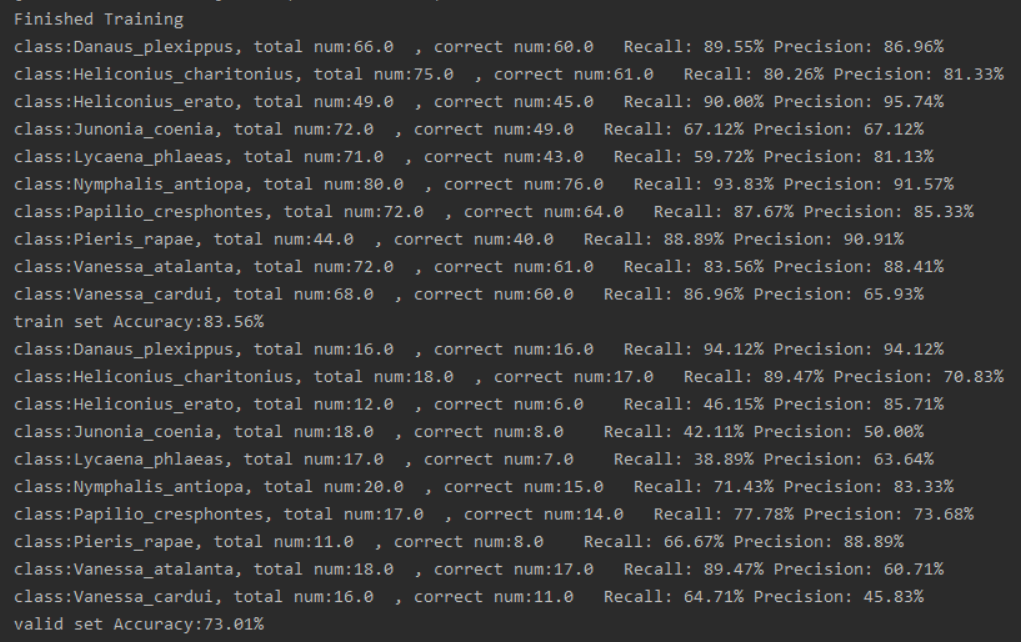 Finished Training
class:Danaus_plexippus, total num:66.0  , correct num:60.0   Recall: 89.55% Precision: 86.96%
class:Heliconius_charitonius, total num:75.0  , correct num:61.0   Recall: 80.26% Precision: 81.33%
class:Heliconius_erato, total num:49.0  , correct num:45.0   Recall: 90.00% Precision: 95.74%
class:Junonia_coenia, total num:72.0  , correct num:49.0   Recall: 67.12% Precision: 67.12%
class:Lycaena_phlaeas, total num:71.0  , correct num:43.0   Recall: 59.72% Precision: 81.13%
class:Nymphalis_antiopa, total num:80.0  , correct num:76.0   Recall: 93.83% Precision: 91.57%
class:Papilio_cresphontes, total num:72.0  , correct num:64.0   Recall: 87.67% Precision: 85.33%
class:Pieris_rapae, total num:44.0  , correct num:40.0   Recall: 88.89% Precision: 90.91%
class:Vanessa_atalanta, total num:72.0  , correct num:61.0   Recall: 83.56% Precision: 88.41%
class:Vanessa_cardui, total num:68.0  , correct num:60.0   Recall: 86.96% Precision: 65.93%
train set Accuracy:83.56%
class:Danaus_plexippus, total num:16.0  , correct num:16.0   Recall: 94.12% Precision: 94.12%
class:Heliconius_charitonius, total num:18.0  , correct num:17.0   Recall: 89.47% Precision: 70.83%
class:Heliconius_erato, total num:12.0  , correct num:6.0    Recall: 46.15% Precision: 85.71%
class:Junonia_coenia, total num:18.0  , correct num:8.0    Recall: 42.11% Precision: 50.00%
class:Lycaena_phlaeas, total num:17.0  , correct num:7.0    Recall: 38.89% Precision: 63.64%
class:Nymphalis_antiopa, total num:20.0  , correct num:15.0   Recall: 71.43% Precision: 83.33%
class:Papilio_cresphontes, total num:17.0  , correct num:14.0   Recall: 77.78% Precision: 73.68%
class:Pieris_rapae, total num:11.0  , correct num:8.0    Recall: 66.67% Precision: 88.89%
class:Vanessa_atalanta, total num:18.0  , correct num:17.0   Recall: 89.47% Precision: 60.71%
class:Vanessa_cardui, total num:16.0  , correct num:11.0   Recall: 64.71% Precision: 45.83%
valid set Accuracy:73.01%